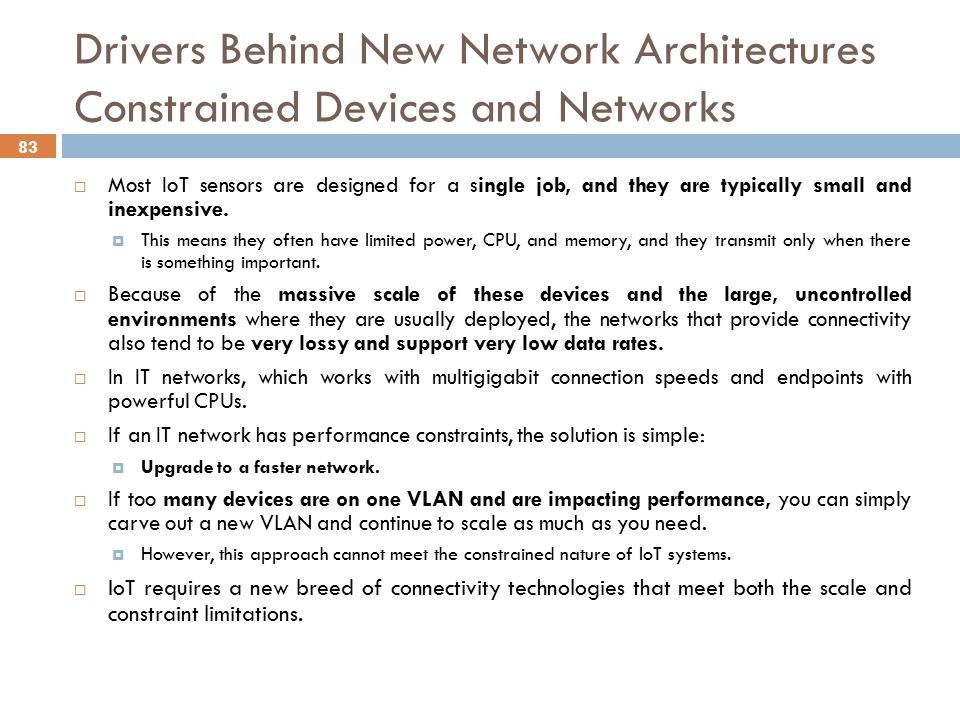 Drivers Behind New Network Architectures
Constrained Devices and Networks
83
Most IoT sensors are designed for a single job, and they are typically small and
inexpensive.
This means they often have limited power, CPU, and memory, and they transmit only when there
is something important.
Because of the massive scale of these devices and the large, uncontrolled
environments where they are usually deployed, the networks that provide connectivity
also tend to be very lossy and support very low data rates.
In IT networks, which works with multigigabit connection speeds and endpoints with
powerful CPUs.
If an IT network has performance constraints, the solution is simple:
Upgrade to a faster network.
If too many devices are on one VLAN and are impacting performance, you can simply
carve out a new VLAN and continue to scale as much as you need.
However, this approach cannot meet the constrained nature of IoT systems.
IoT requires a new breed of connectivity technologies that meet both the scale and
constraint limitations.